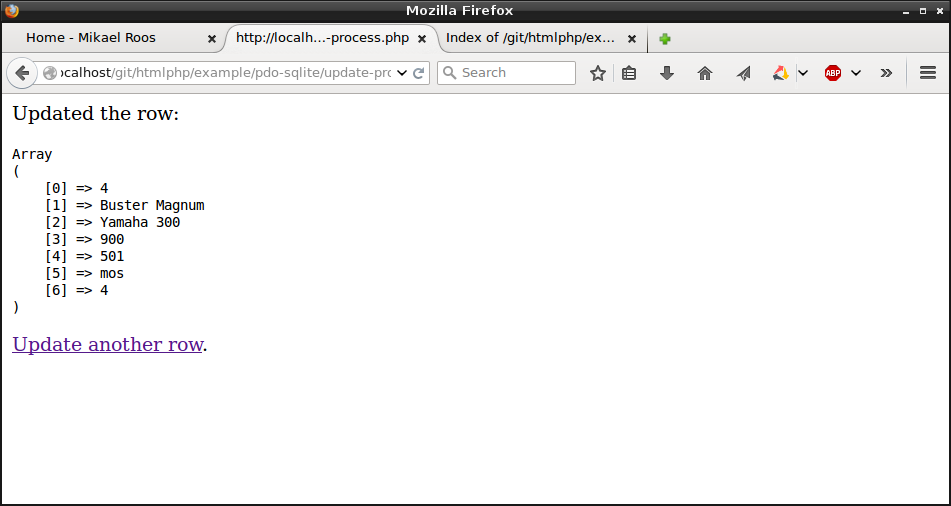 Mozilla Firefox
Home - Mikael Roos
http://localh...-process.php
Index of /git/htmlphp/ex...
ocalhost/git/htmlphp/example/pdo-sqlite/update-pro
Search
ABP
Updated the row:
Array
(
[0] => 4
[1] => Buster Magnum
[2] => Yamaha 300
[3] => 900
[4] => 501
[5] => mos
[6] => 4
)
Update another row.